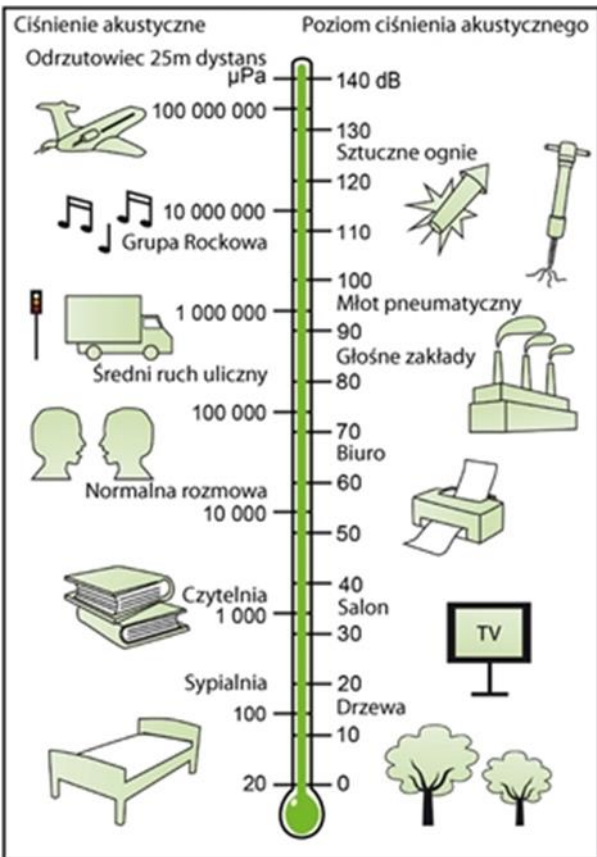 Ciśnienie akustyczne
Poziom ciśnienia akustycznego
Odrzutowiec 25m dystans
µPa
140 dB
100 000 000
130
Sztuczne ognie
120
10 000 000
110
Grupa Rockowa
100
Młot pneumatyczny
1 000 000
90
Głośne zakłady
Średni ruch uliczny
80
100 000
70
Biuro
60
Normalna rozmowa
10 000
50
40
Czytelnia
Salon
1 000
30
TV
Sypialnia
20
Drzewa
100
10
20
0